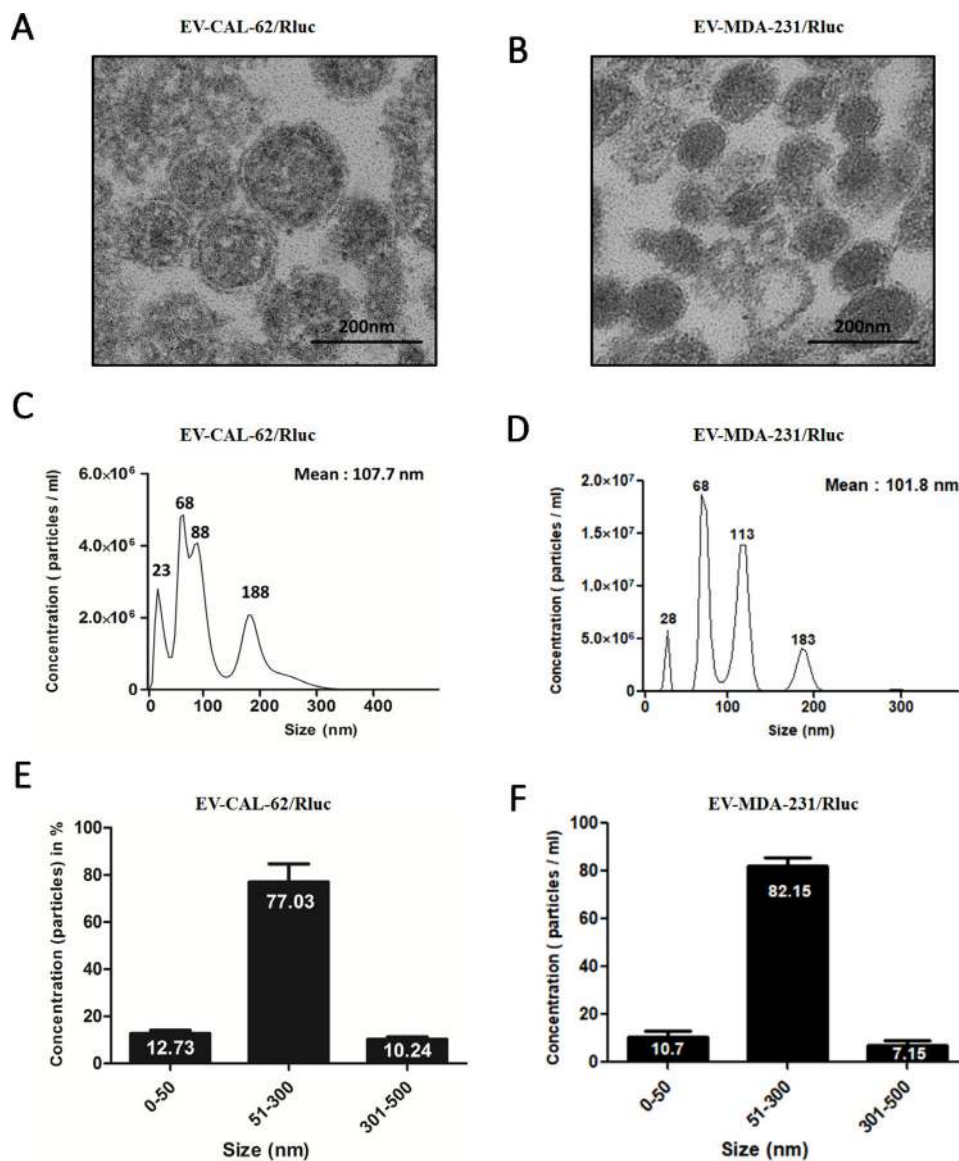 A
EV-CAL-62/Rluc
200nm
B
EV-MDA-231/Rluc
200nm
C
EV-CAL-62/Rluc
Mean : 107.7 nm
Concentration ( particles / ml)
6.0×10⁶
4.0×10⁶
2.0×10⁶
0
23
68
88
188
0 100 200 300 400
Size (nm)
D
EV-MDA-231/Rluc
Mean : 101.8 nm
Concentration ( particles / ml)
2.0×10⁷
1.5×10⁷
1.0×10⁷
5.0×10⁶
0
28
68
113
183
0 100 200 300
Size (nm)
E
EV-CAL-62/Rluc
Concentration (particles) in %
100
80
60
40
20
0
12.73
77.03
10.24
0-50
51-300
301-500
Size (nm)
F
EV-MDA-231/Rluc
Concentration ( particles / ml)
100
80
60
40
20
0
10.7
82.15
7.15
0-50
51-300
301-500
Size (nm)